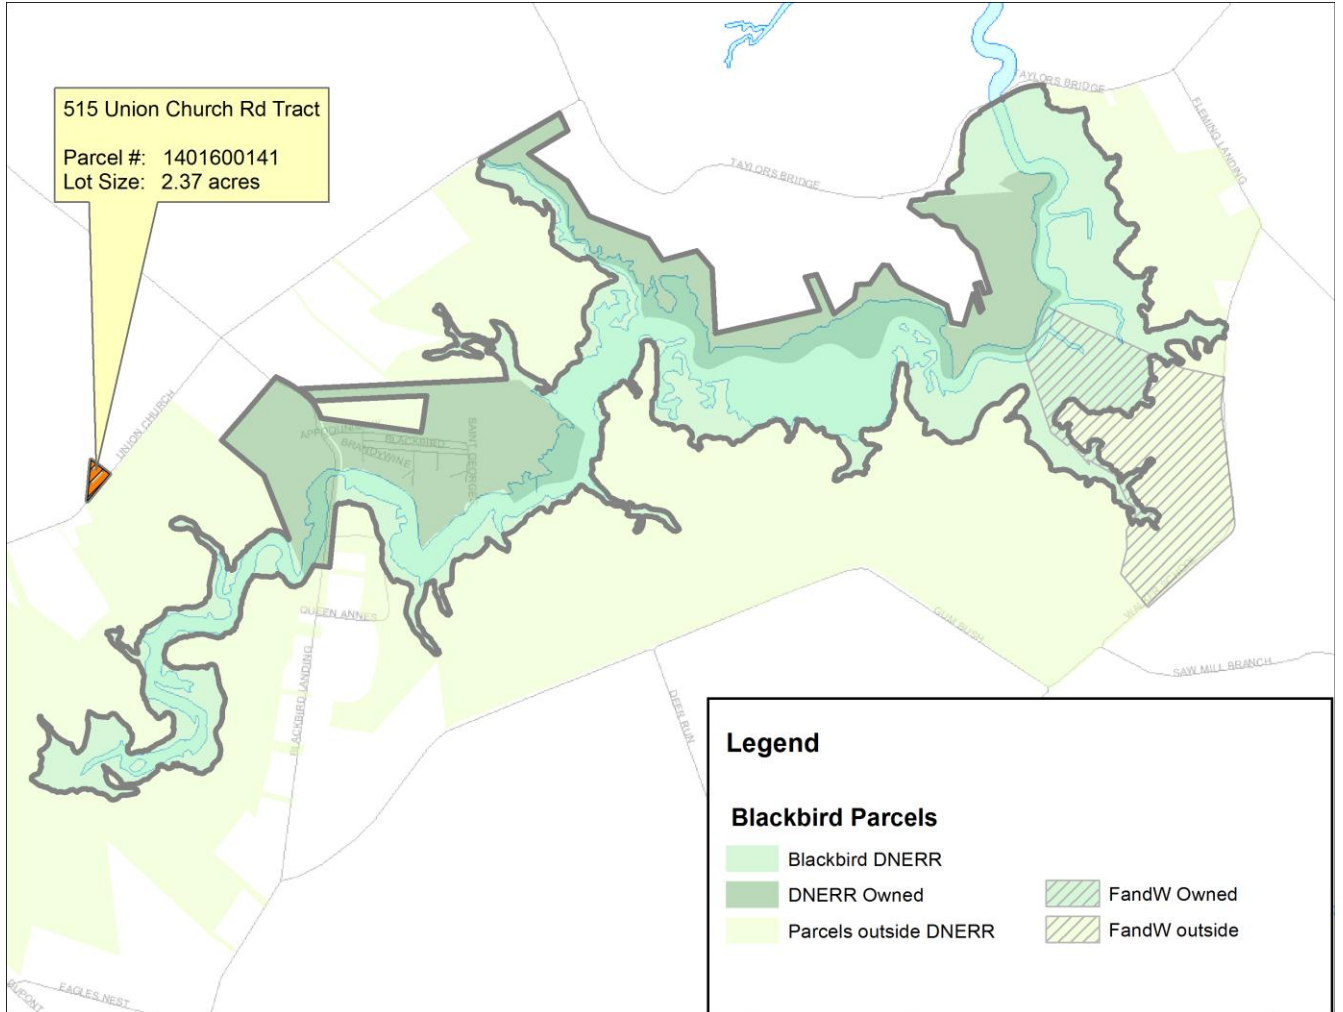 515 Union Church Rd Tract
Parcel #: 1401600141
Lot Size: 2.37 acres
TAYLORS BRIDGE
FLEMING LANDING
TAYLORS BRIDGE
UNION CHURCH
BLACKBIRD
BRANDYWINE
QUEEN ANNES
BLACKBIRD LANDING
GUM BUSH
SAW MILL BRANCH
DEER RUN
EAGLES NEST
DUPONT
Legend
Blackbird Parcels
Blackbird DNERR
DNERR Owned
Parcels outside DNERR
FandW Owned
FandW outside